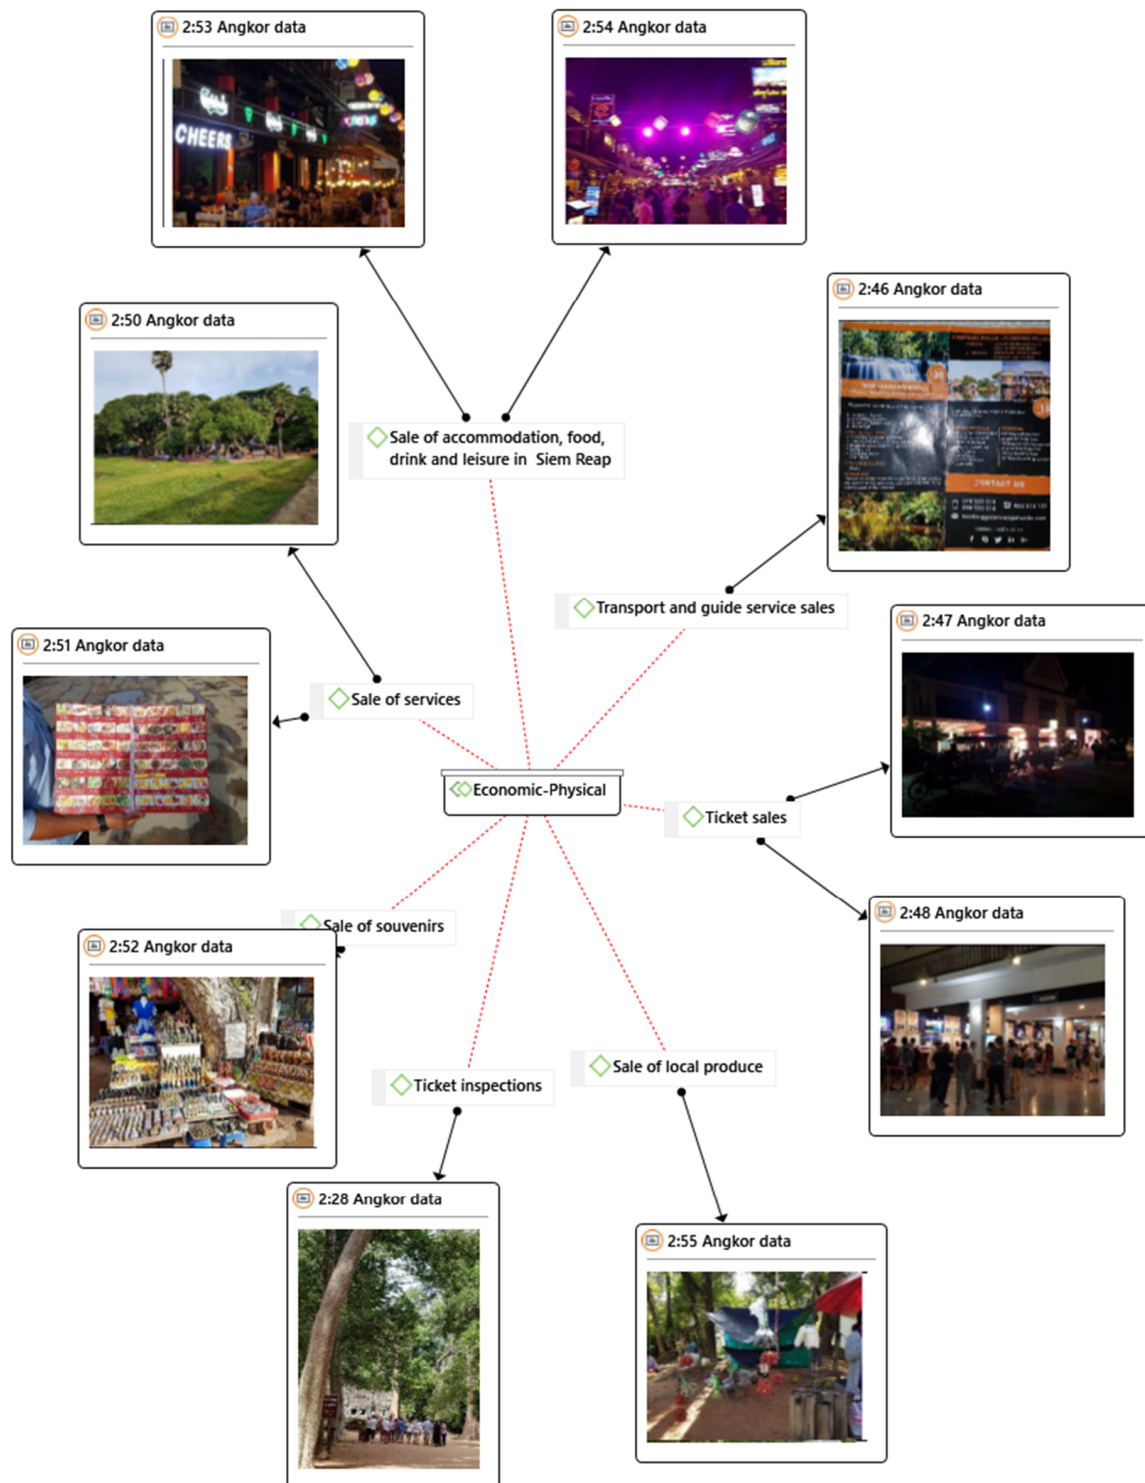 2:53 Angkor data
CHEERS
2:54 Angkor data
2:46 Angkor data
CONTACT US
2:50 Angkor data
Sale of accommodation, food,
drink and leisure in Siem Reap
Transport and guide service sales
2:47 Angkor data
2:51 Angkor data
Sale of services
Economic-Physical
Ticket sales
2:48 Angkor data
Sale of souvenirs
2:52 Angkor data
Ticket inspections
Sale of local produce
2:28 Angkor data
2:55 Angkor data